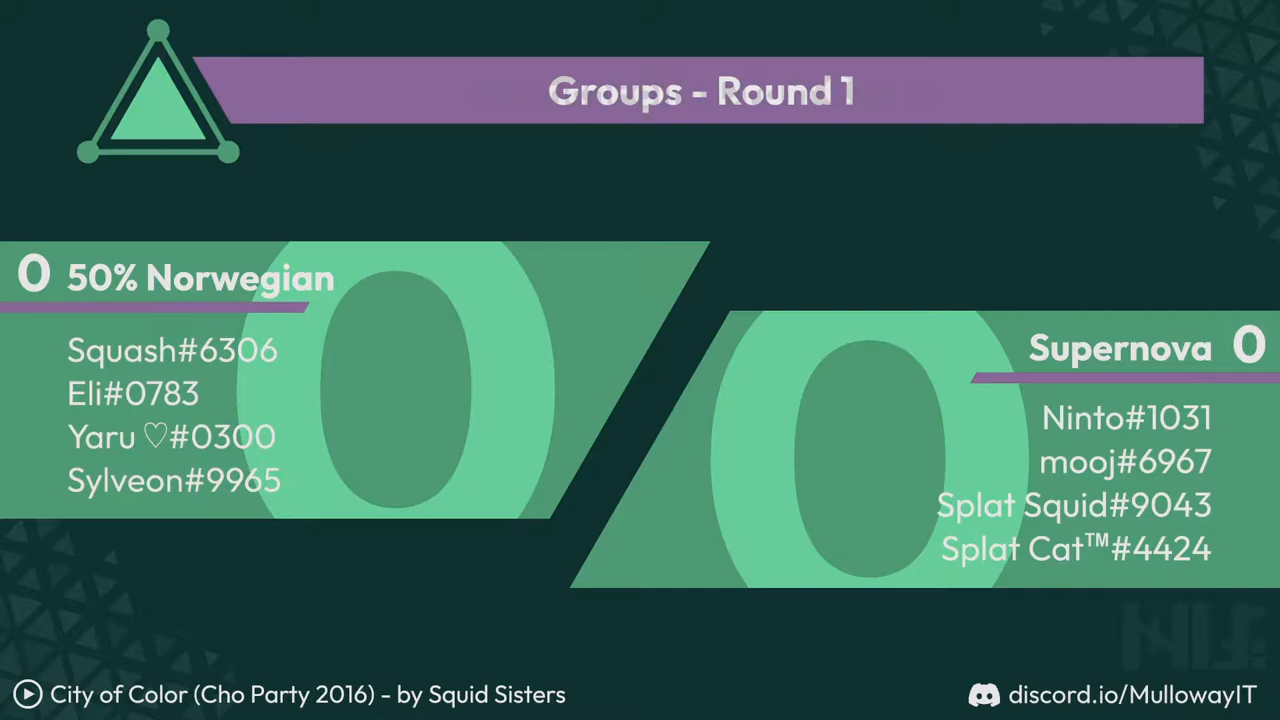 Groups - Round 1
0 50% Norwegian
Squash#6306
Eli#0783
Yaru ♡#0300
Sylveon#9965
0
Supernova 0
Ninto#1031
mooj#6967
Splat Squid#9043
Splat Cat™#4424
0
City of Color (Cho Party 2016) - by Squid Sisters
discord.io/MullowayIT